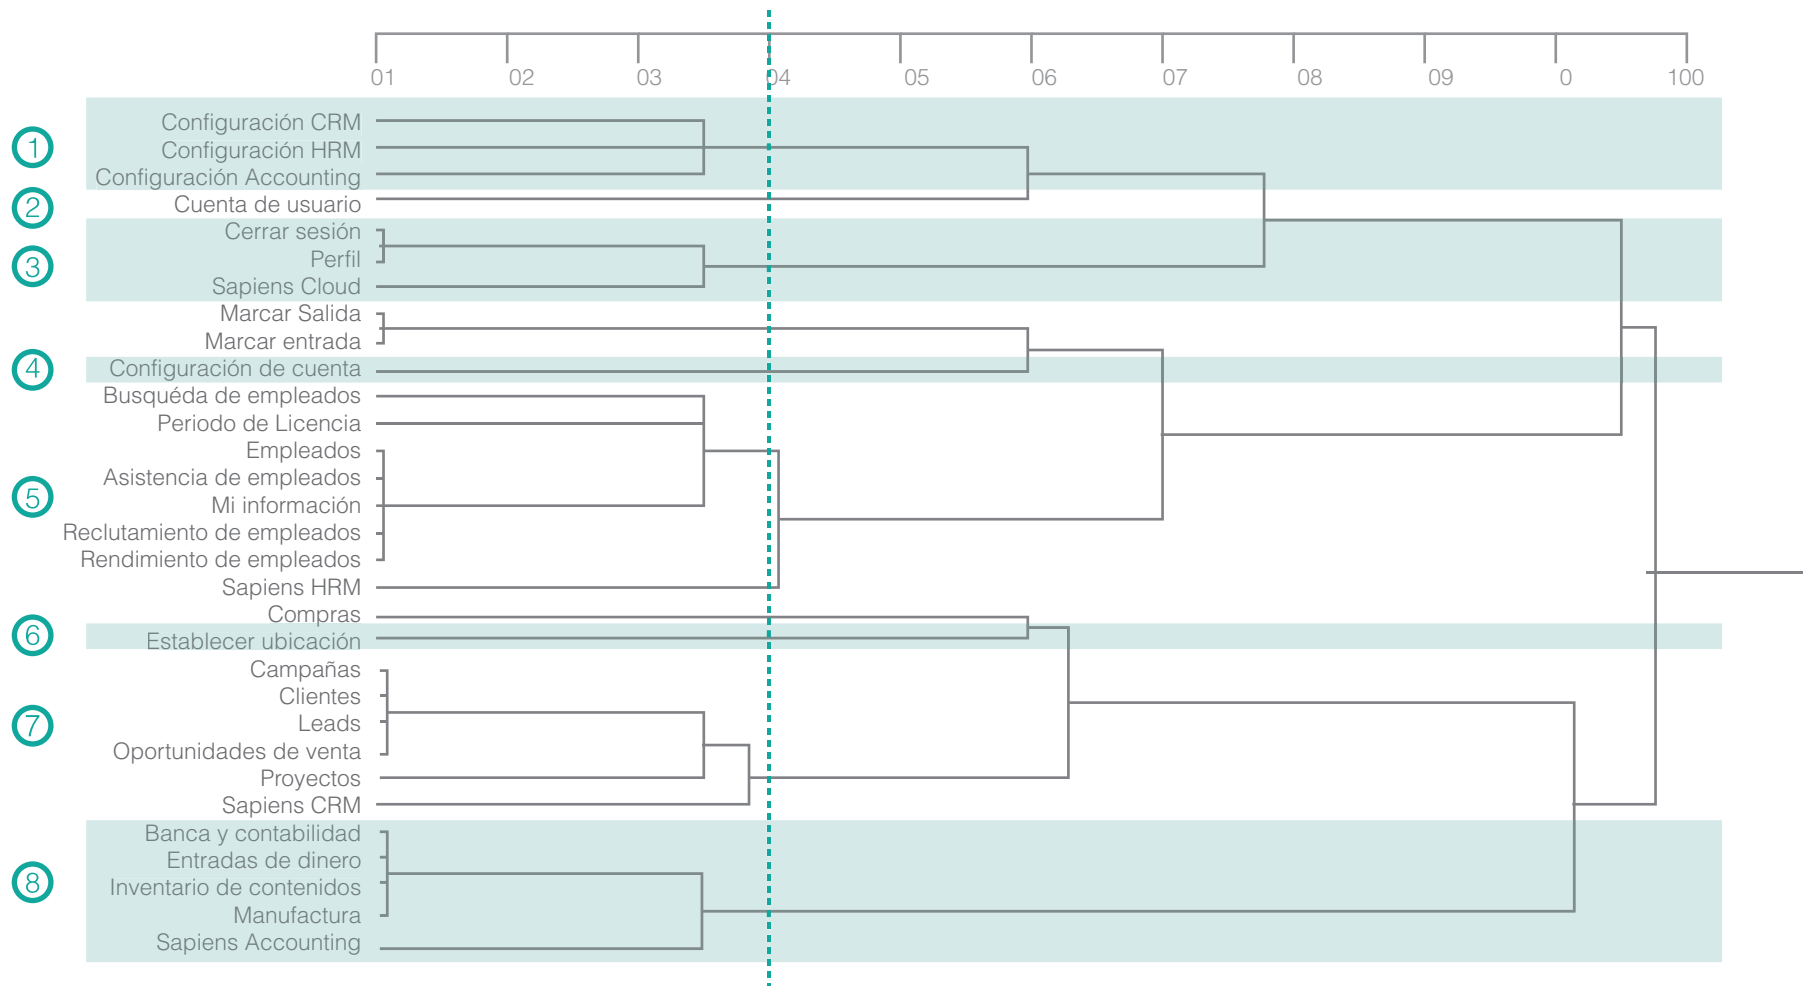 01 02 03 04 05 06 07 08 09 0 100
1
Configuración CRM
Configuración HRM
Configuración Accounting
2
Cuenta de usuario
3
Cerrar sesión
Perfil
Sapiens Cloud
Marcar Salida
Marcar entrada
4
Configuración de cuenta
5
Busquéda de empleados
Periodo de Licencia
Empleados
Asistencia de empleados
Mi información
Reclutamiento de empleados
Rendimiento de empleados
Sapiens HRM
Compras
6
Establecer ubicación
7
Campañas
Clientes
Leads
Oportunidades de venta
Proyectos
Sapiens CRM
8
Banca y contabilidad
Entradas de dinero
Inventario de contenidos
Manufactura
Sapiens Accounting